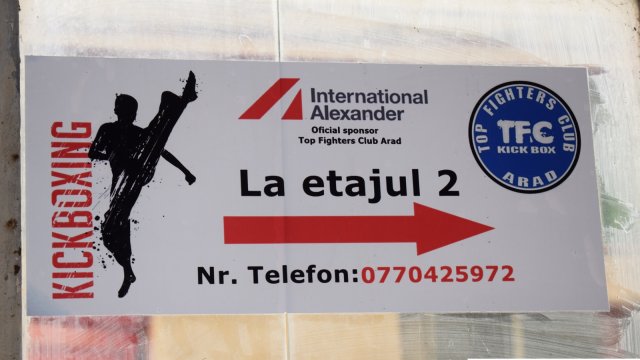 KICKBOXING
International
Alexander
Official sponsor
Top Fighters Club Arad
TOP FIGHTERS CLUB
TFC
KICK BOX
ARAD
La etajul 2
Nr. Telefon:0770425972